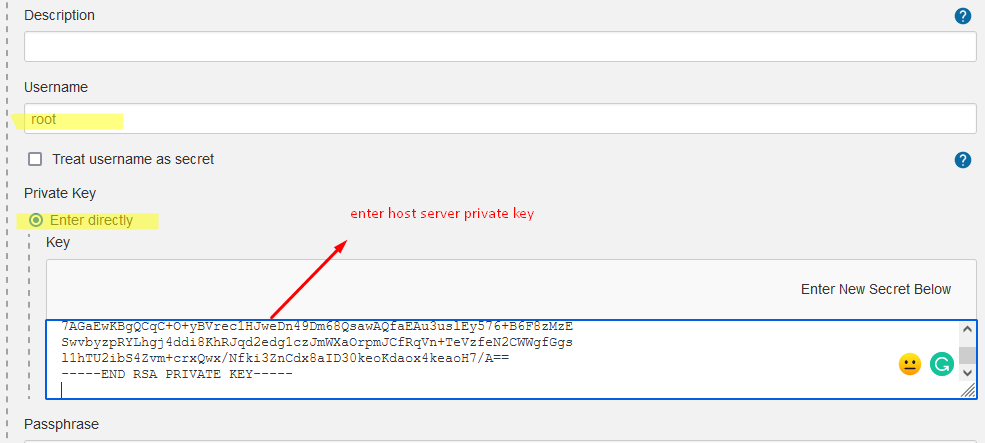 Description
?
Username
root
Treat username as secret
?
Private Key
Enter directly
enter host server private key
Key
Enter New Secret Below
7AGaEwKBgQCqC+O+yBVrec1HJweDn49Dm68QsawAQfaEAu3uslEy576+B6F8zMzE
SwvbyzpRYLhgj4ddi8KhRJqd2edg1czJmWXaOrpmJCfRqVn+TeVzfeN2CWWgfGgs
l1hTU2ibS4Zvm+crxQwx/Nfki3ZnCdx8aID30keoKdaox4keaoH7/A==
-----END RSA PRIVATE KEY-----
Passphrase